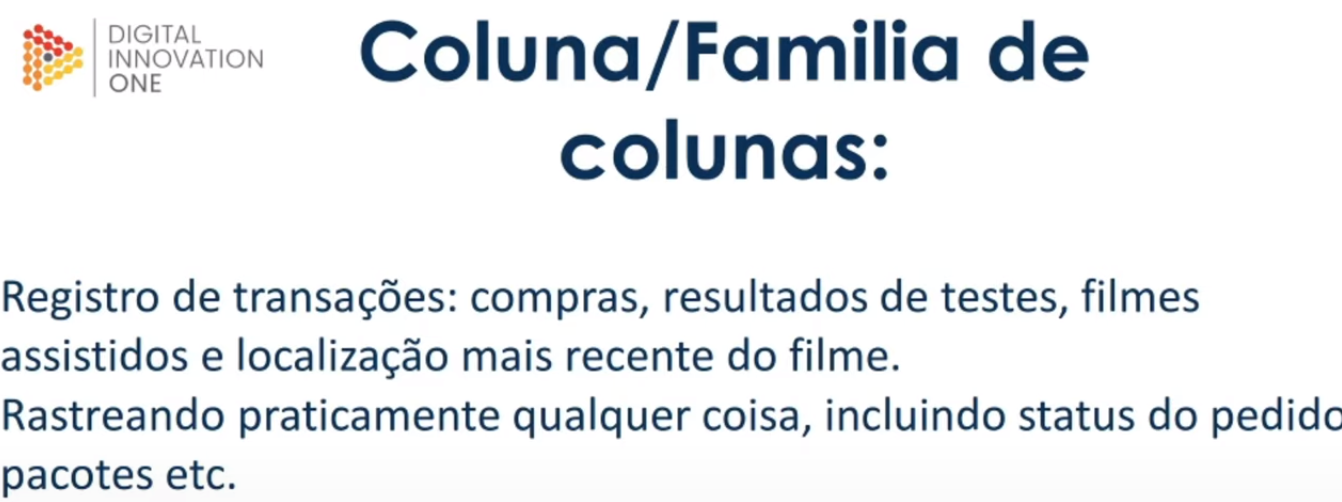 DIGITAL
INNOVATION
ONE
Coluna/Familia de
colunas:
Registro de transações: compras, resultados de testes, filmes
assistidos e localização mais recente do filme.
Rastreando praticamente qualquer coisa, incluindo status do pedido
pacotes etc.